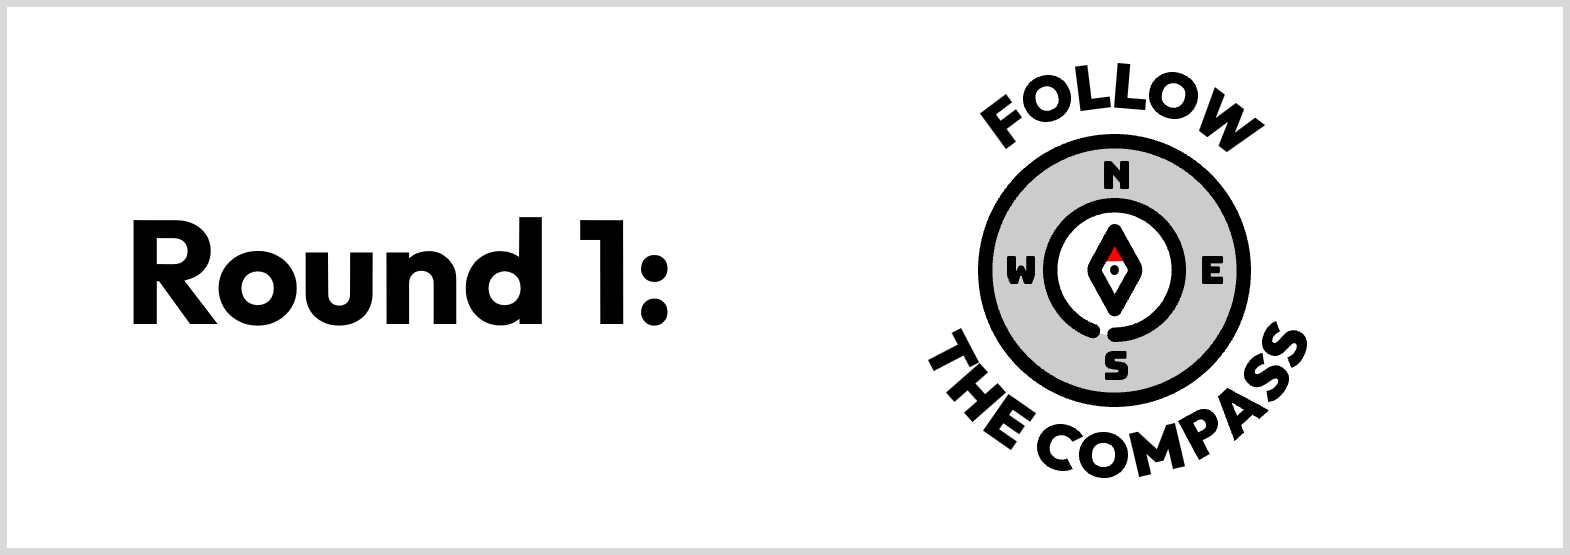 Round 1:
FOLLOW
N
W E
S
THE COMPASS